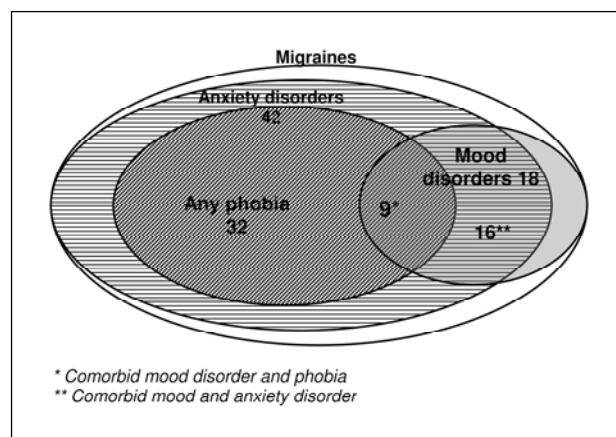 Migraines
Anxiety disorders
42
Mood
disorders 18
Any phobia
32
9*
16**
* Comorbid mood disorder and phobia
** Comorbid mood and anxiety disorder